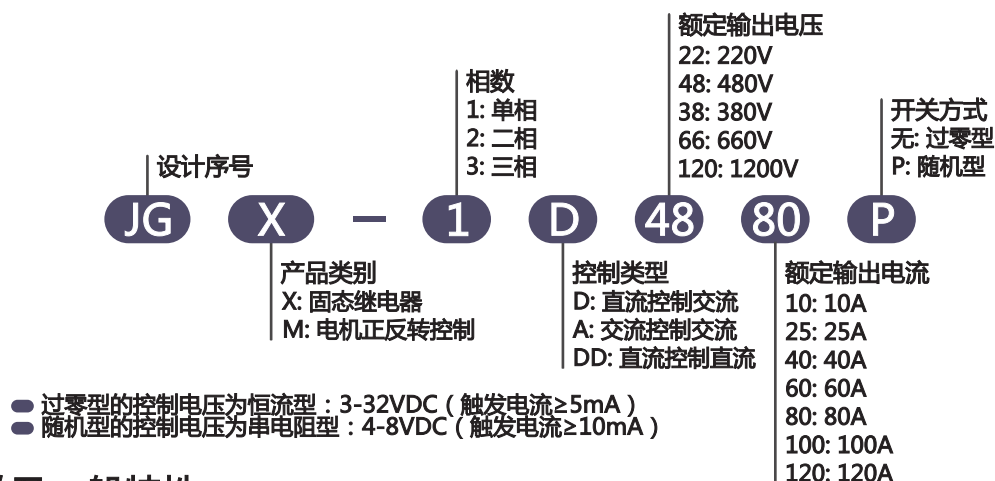 额定输出电压
22: 220V
48: 480V
38: 380V
66: 660V
120: 1200V
相数
1: 单相
2: 二相
3: 三相
开关方式
无: 过零型
P: 随机型
设计序号
JG X - 1 D 48 80 P
产品类别
X: 固态继电器
M: 电机正反转控制
控制类型
D: 直流控制交流
A: 交流控制交流
DD: 直流控制直流
额定输出电流
10: 10A
25: 25A
40: 40A
60: 60A
80: 80A
100: 100A
120: 120A
过零型的控制电压为恒流型：3-32VDC（触发电流≥5mA）
随机型的控制电压为串电阻型：4-8VDC（触发电流≥10mA）